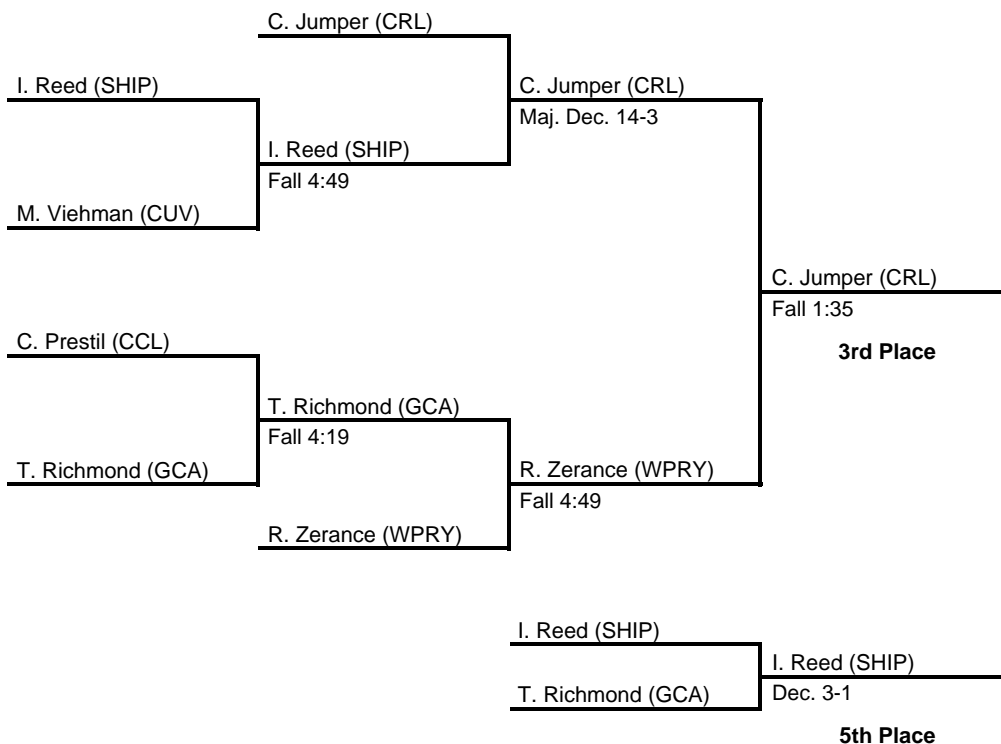 C. Jumper (CRL)
I. Reed (SHIP)
C. Jumper (CRL)
Maj. Dec. 14-3
I. Reed (SHIP)
Fall 4:49
M. Viehman (CUV)
C. Jumper (CRL)
Fall 1:35
C. Prestil (CCL)
3rd Place
T. Richmond (GCA)
Fall 4:19
T. Richmond (GCA)
R. Zerance (WPRY)
Fall 4:49
R. Zerance (WPRY)
I. Reed (SHIP)
I. Reed (SHIP)
T. Richmond (GCA)
Dec. 3-1
5th Place